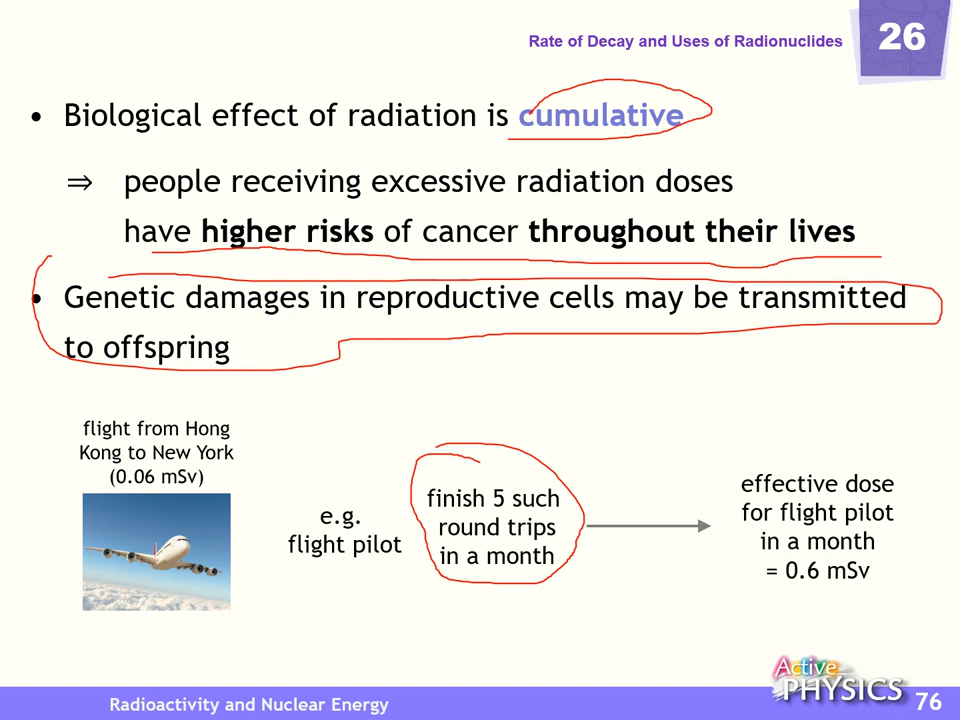 Rate of Decay and Uses of Radionuclides
26
• Biological effect of radiation is cumulative
⇒ people receiving excessive radiation doses
have higher risks of cancer throughout their lives
• Genetic damages in reproductive cells may be transmitted
to offspring
flight from Hong
Kong to New York
(0.06 mSv)
e.g.
flight pilot
finish 5 such
round trips
in a month
effective dose
for flight pilot
in a month
= 0.6 mSv
Radioactivity and Nuclear Energy
Active
PHYSICS
76